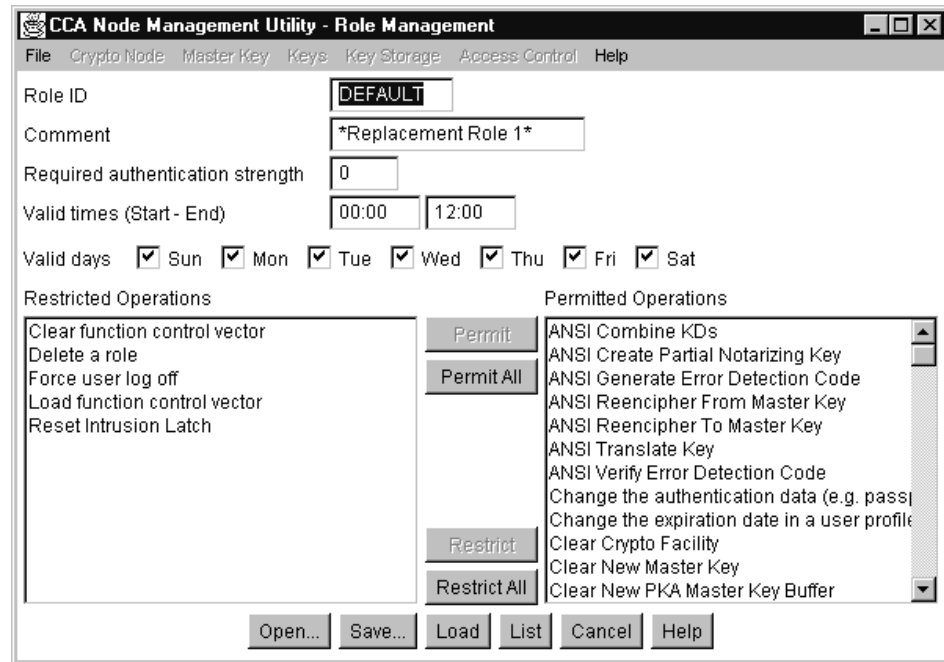 CCA Node Management Utility - Role Management
File Crypto Node Master Key Keys Key Storage Access Control Help
Role ID DEFAULT
Comment *Replacement Role 1*
Required authentication strength 0
Valid times (Start - End) 00:00 12:00
Valid days Sun Mon Tue Wed Thu Fri Sat
Restricted Operations
Clear function control vector
Delete a role
Force user log off
Load function control vector
Reset Intrusion Latch
Permit
Permit All
Restrict
Restrict All
Permitted Operations
ANSI Combine KDs
ANSI Create Partial Notarizing Key
ANSI Generate Error Detection Code
ANSI Reencipher From Master Key
ANSI Reencipher To Master Key
ANSI Translate Key
ANSI Verify Error Detection Code
Change the authentication data (e.g. pass
Change the expiration date in a user profile
Clear Crypto Facility
Clear New Master Key
Clear New PKA Master Key Buffer
Open... Save... Load List Cancel Help